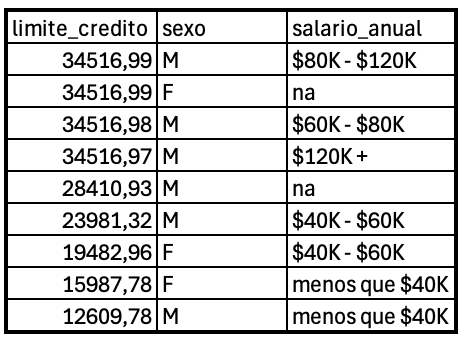 limite_credito sexo salario_anual
34516,99 M $80K - $120K
34516,99 F na
34516,98 M $60K - $80K
34516,97 M $120K +
28410,93 M na
23981,32 M $40K - $60K
19482,96 F $40K - $60K
15987,78 F menos que $40K
12609,78 M menos que $40K